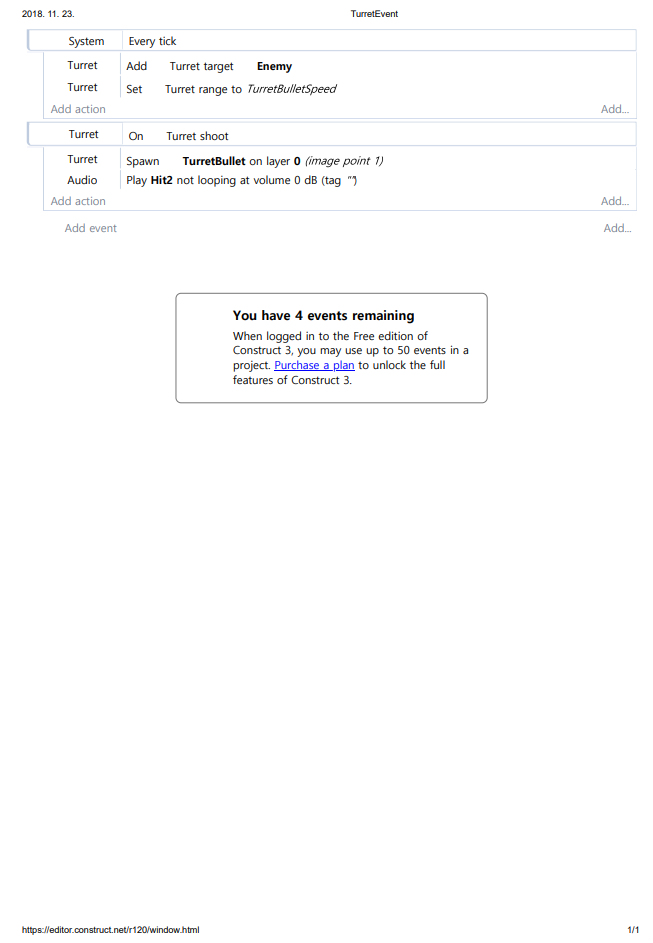 2018. 11. 23. TurretEvent
System Every tick
Turret Add Turret target Enemy
Turret Set Turret range to TurretBulletSpeed
Add action Add...
Turret On Turret shoot
Turret Spawn TurretBullet on layer 0 (image point 1)
Audio Play Hit2 not looping at volume 0 dB (tag "")
Add action Add...
Add event Add...
You have 4 events remaining
When logged in to the Free edition of
Construct 3, you may use up to 50 events in a
project. Purchase a plan to unlock the full
features of Construct 3.
https://editor.construct.net/r120/window.html 1/1